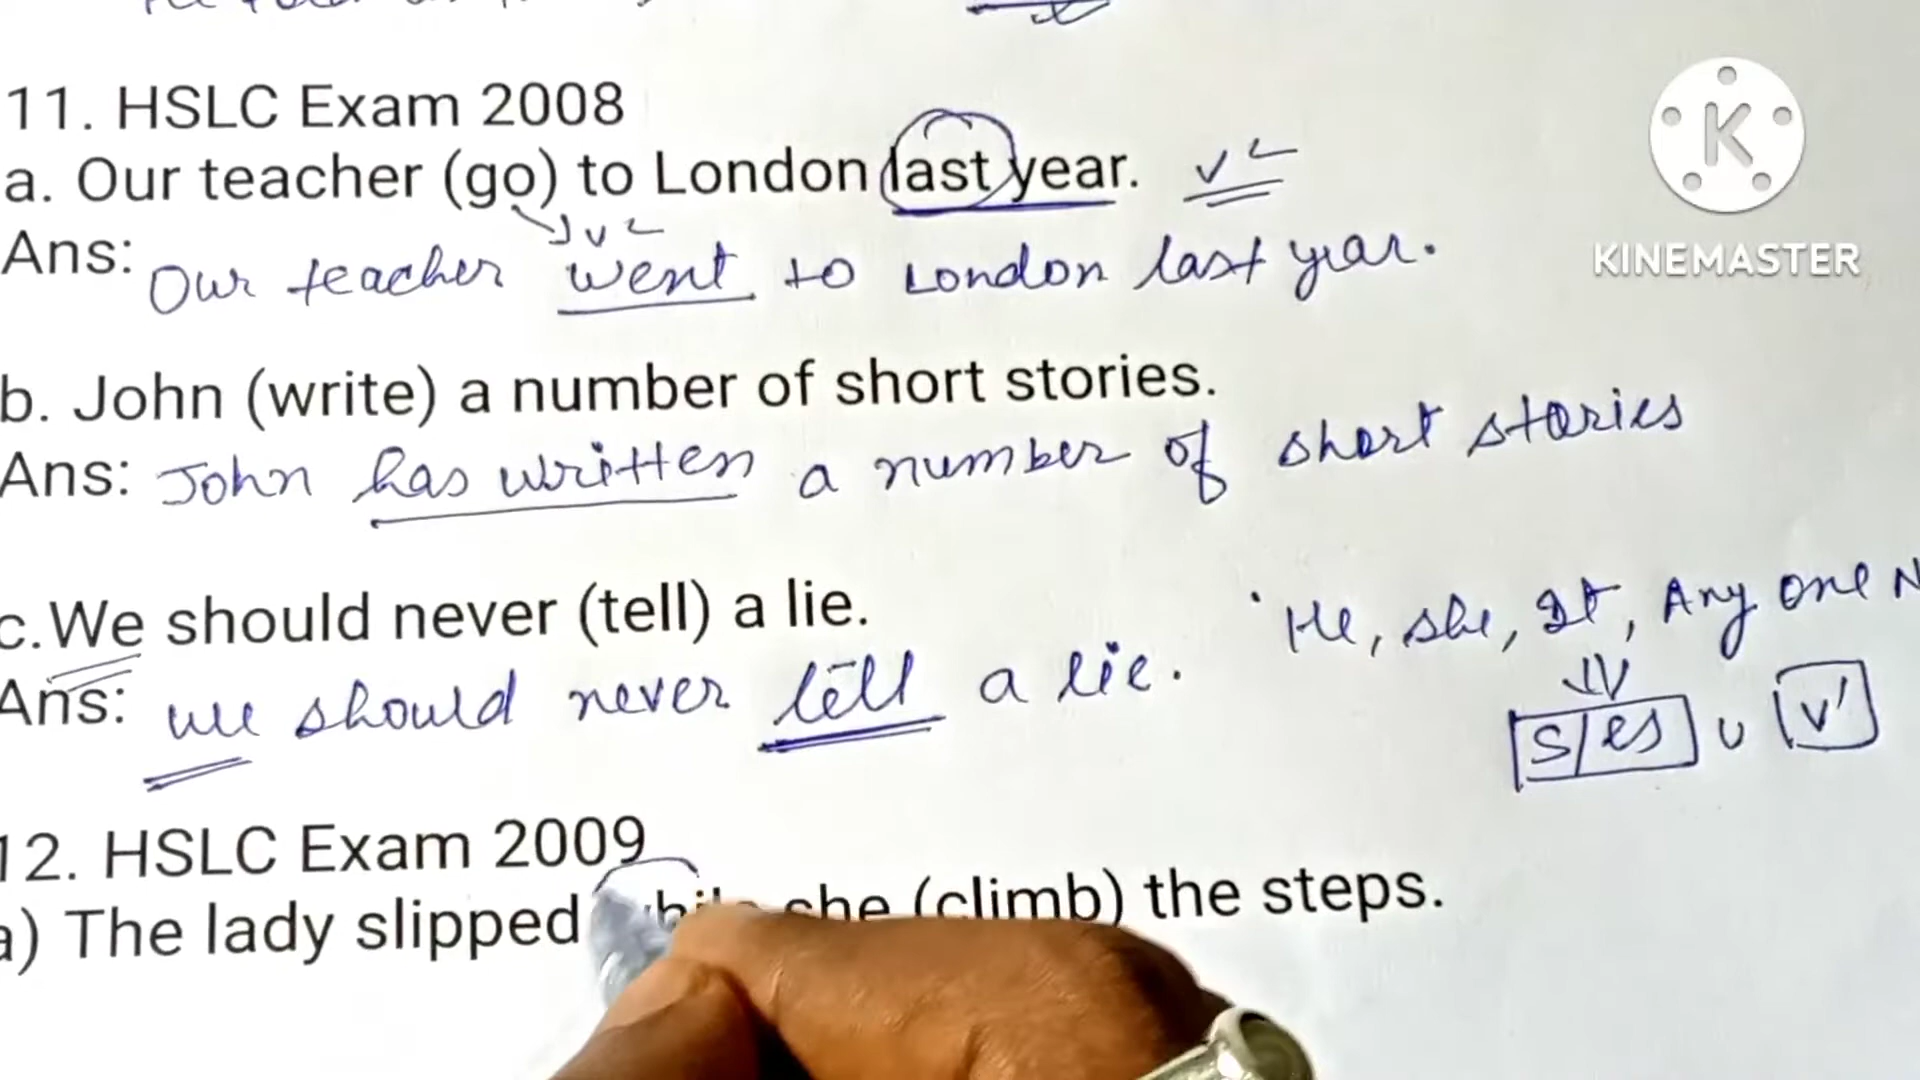 11. HSLC Exam 2008
a. Our teacher (go) to London last year. V2
V2
Ans: Our teacher went to London last year.
b. John (write) a number of short stories.
Ans: John has written a number of short stories
c.We should never (tell) a lie.
He, she, It, Any one N
Ans: we should never tell a lie.
s/es V1
12. HSLC Exam 2009
a) The lady slipped she (climb) the steps.
K
KINEMASTER